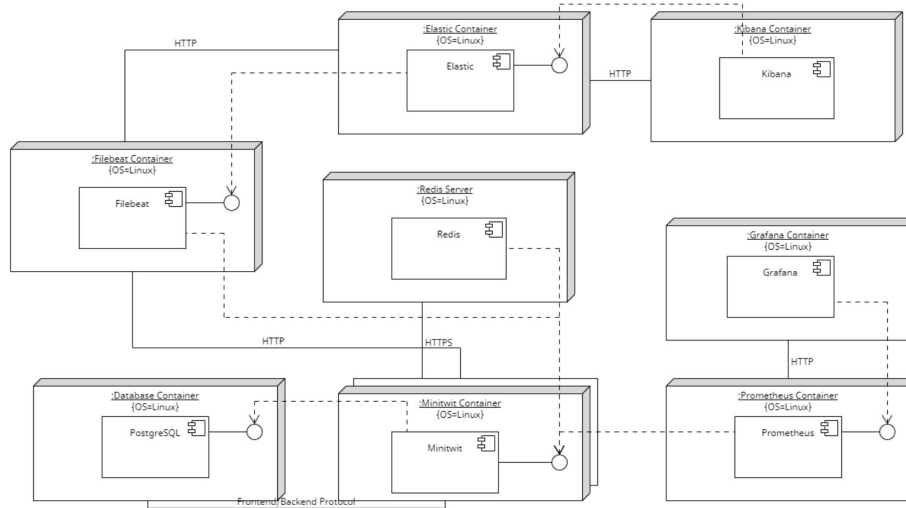 :Elastic Container
{OS=Linux}
Elastic
:Kibana Container
{OS=Linux}
Kibana
HTTP
HTTP
:Filebeat Container
{OS=Linux}
Filebeat
:Redis Server
{OS=Linux}
Redis
:Grafana Container
{OS=Linux}
Grafana
HTTP
HTTPS
HTTP
:Database Container
{OS=Linux}
PostgreSQL
:Minitwit Container
{OS=Linux}
Minitwit
:Prometheus Container
{OS=Linux}
Prometheus
Frontend/Backend Protocol